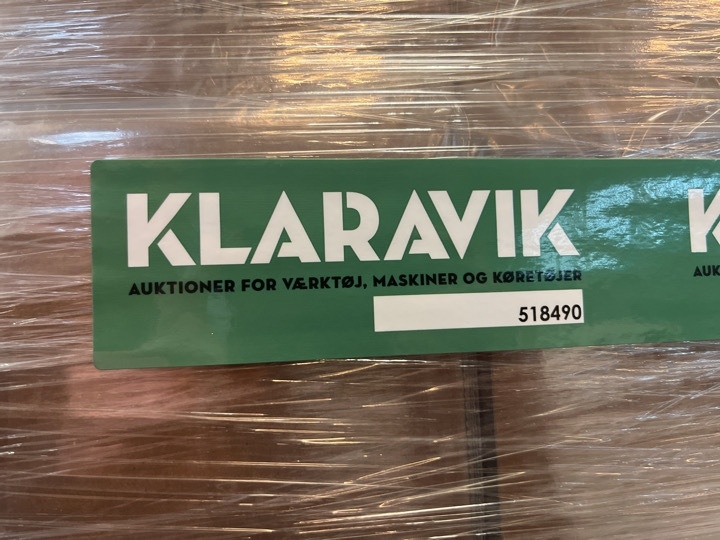 KLARAVIK
AUKTIONER FOR VÆRKTØJ, MASKINER OG KØRETØJER
518490